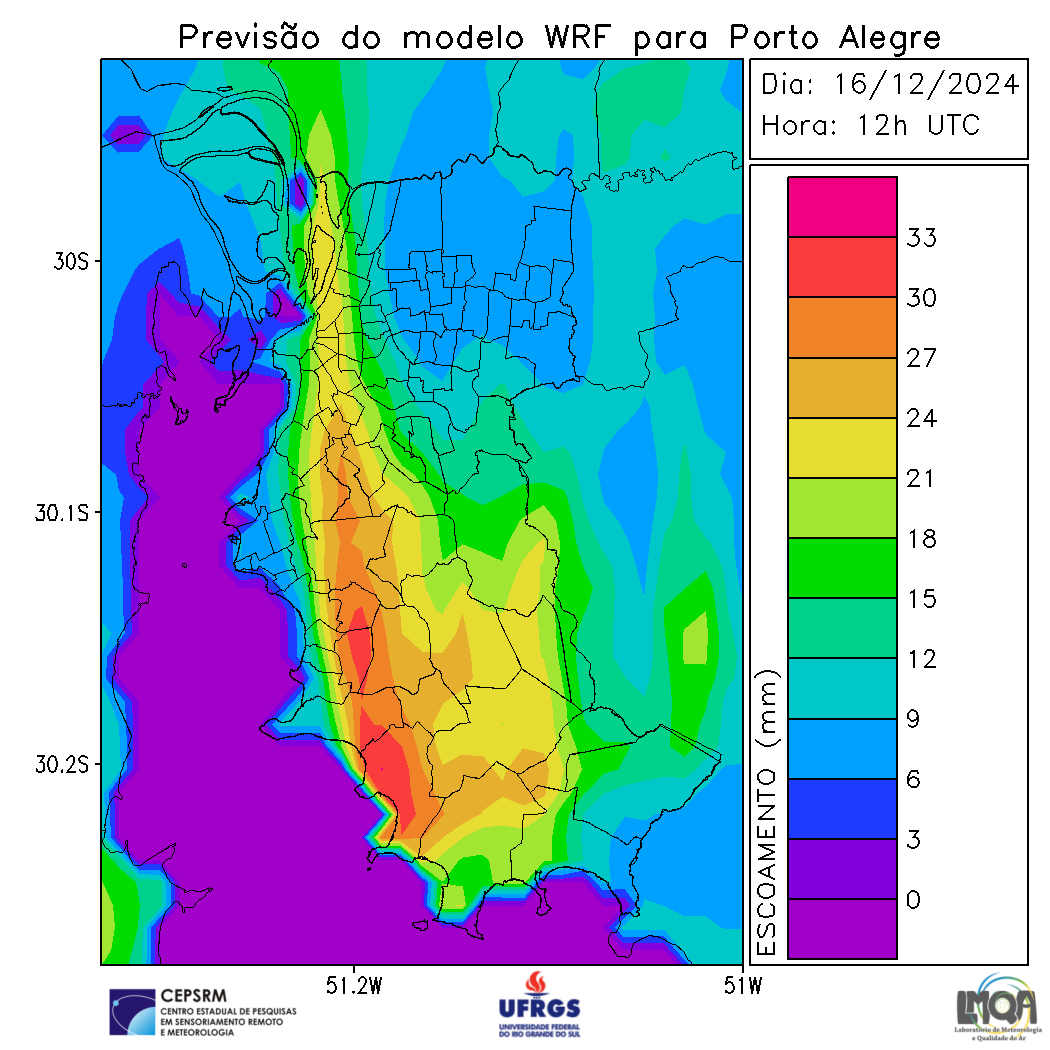 Previsão do modelo WRF para Porto Alegre
Dia: 16/12/2024
Hora: 12h UTC
33
30
27
24
21
18
15
12
9
6
3
0
ESCOAMENTO (mm)
30S
30.1S
30.2S
51.2W
51W
CEPSRM
CENTRO ESTADUAL DE PESQUISAS
EM SENSORIAMENTO REMOTO
E METEOROLOGIA
UFRGS
UNIVERSIDADE FEDERAL
DO RIO GRANDE DO SUL
LMQA
Laboratório de Meteorologia
e Qualidade do Ar